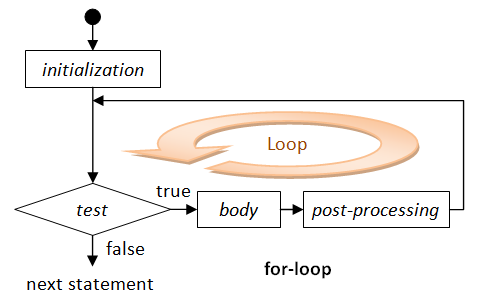 initialization
Loop
true
test
body
post-processing
false
for-loop
next statement